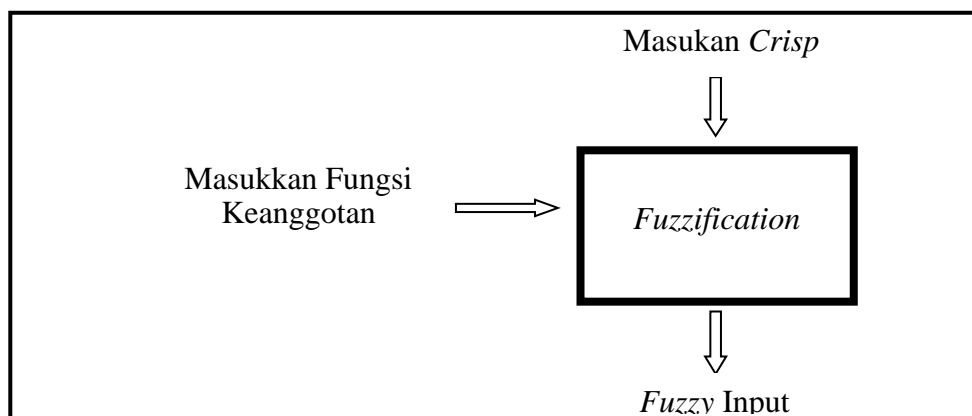 Masukan Crisp
Masukkan Fungsi
Keanggotan
Fuzzification
Fuzzy Input